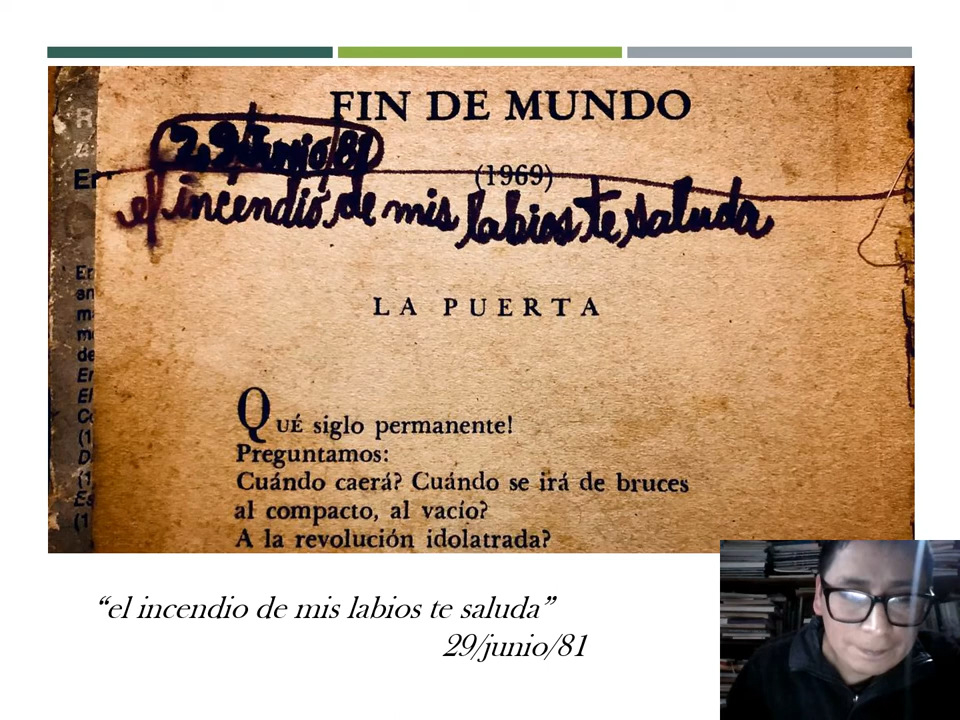 FIN DE MUNDO
29/junio/81
(1969)
el incendio de mis labios te saluda
LA PUERTA
QUÉ siglo permanente!
Preguntamos:
Cuándo caerá? Cuándo se irá de bruces
al compacto, al vacío?
A la revolución idolatrada?
“el incendio de mis labios te saluda”
29/junio/81